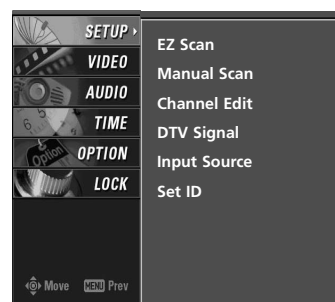 SETUP
VIDEO
AUDIO
TIME
OPTION
LOCK
Move MENU Prev
EZ Scan
Manual Scan
Channel Edit
DTV Signal
Input Source
Set ID